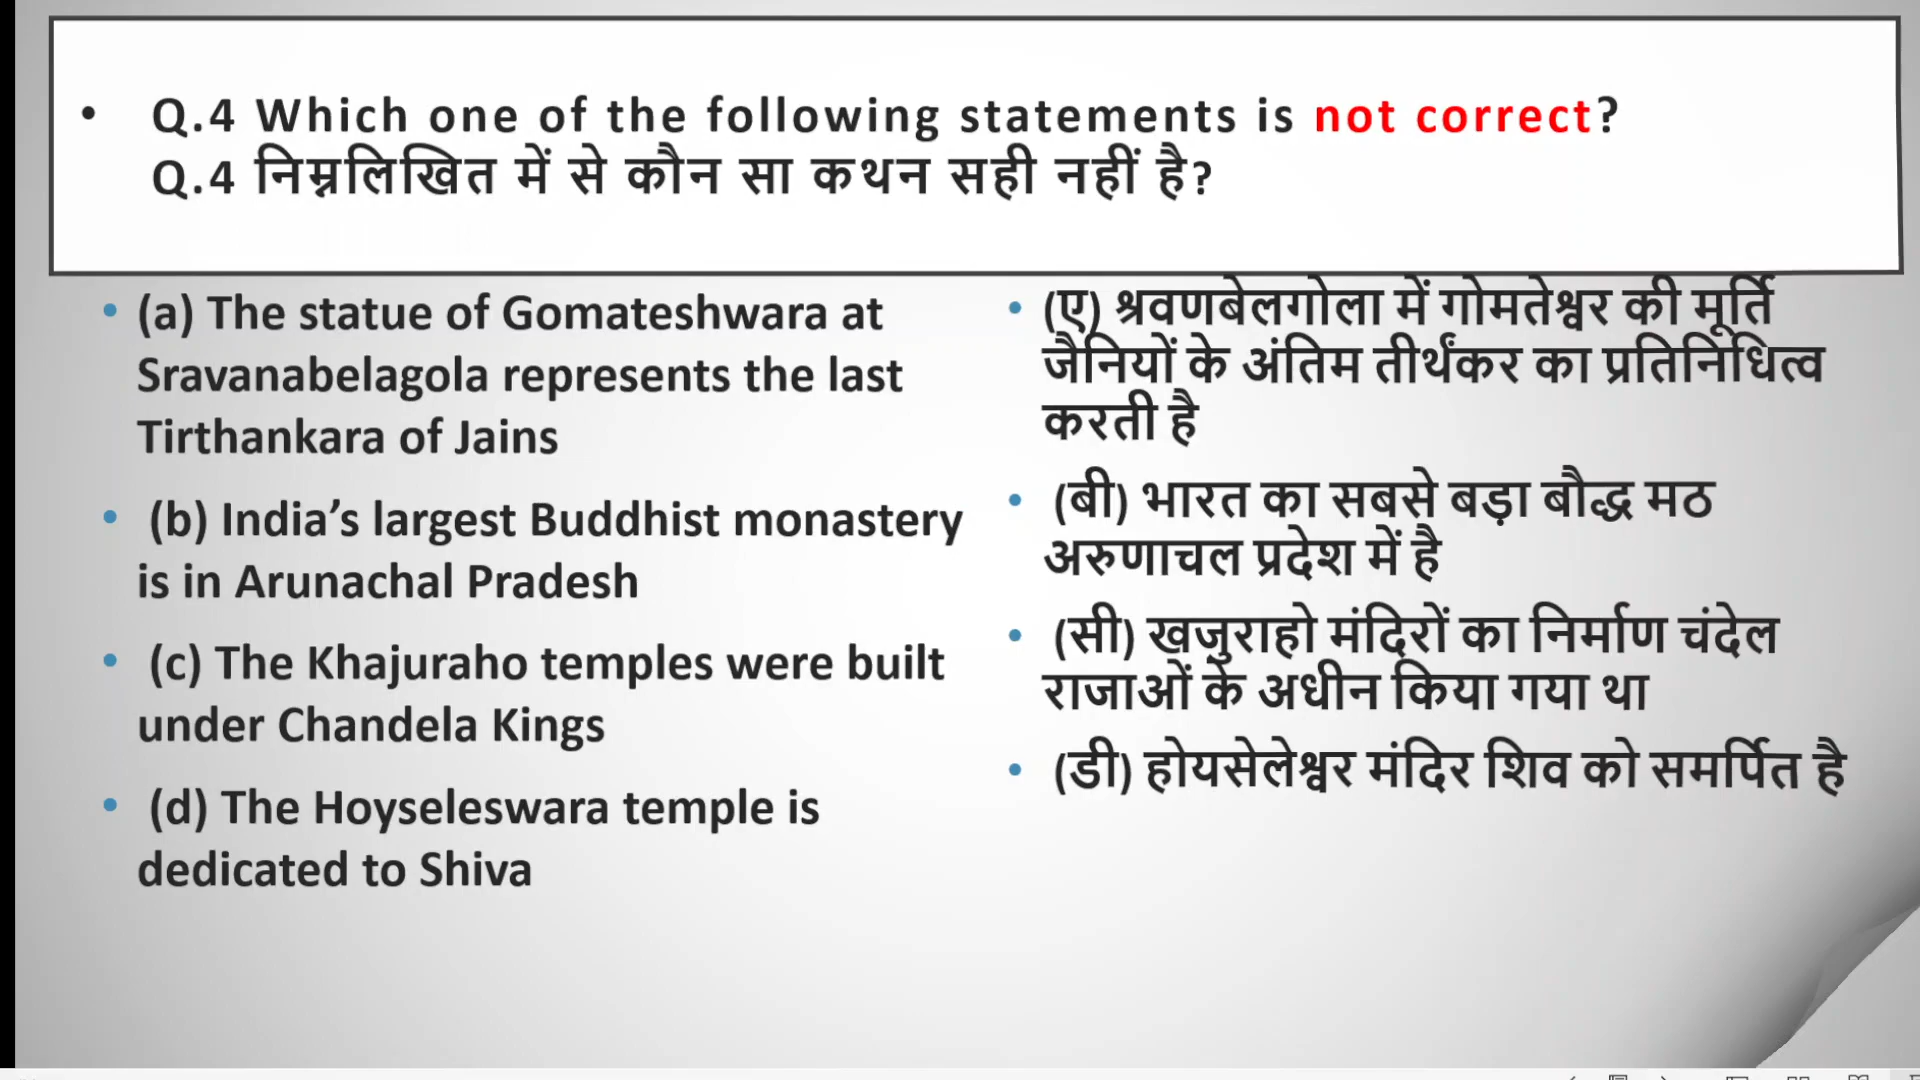 • Q.4 Which one of the following statements is not correct?
Q.4 निम्नलिखित में से कौन सा कथन सही नहीं है?
• (a) The statue of Gomateshwara at
Sravanabelagola represents the last
Tirthankara of Jains
• (b) India’s largest Buddhist monastery
is in Arunachal Pradesh
• (c) The Khajuraho temples were built
under Chandela Kings
• (d) The Hoyseleswara temple is
dedicated to Shiva
• (ए) श्रवणबेलगोला में गोमतेश्वर की मूर्ति
जैनियों के अंतिम तीर्थंकर का प्रतिनिधित्व
करती है
• (बी) भारत का सबसे बड़ा बौद्ध मठ
अरुणाचल प्रदेश में है
• (सी) खजुराहो मंदिरों का निर्माण चंदेल
राजाओं के अधीन किया गया था
• (डी) होयसेलेश्वर मंदिर शिव को समर्पित है